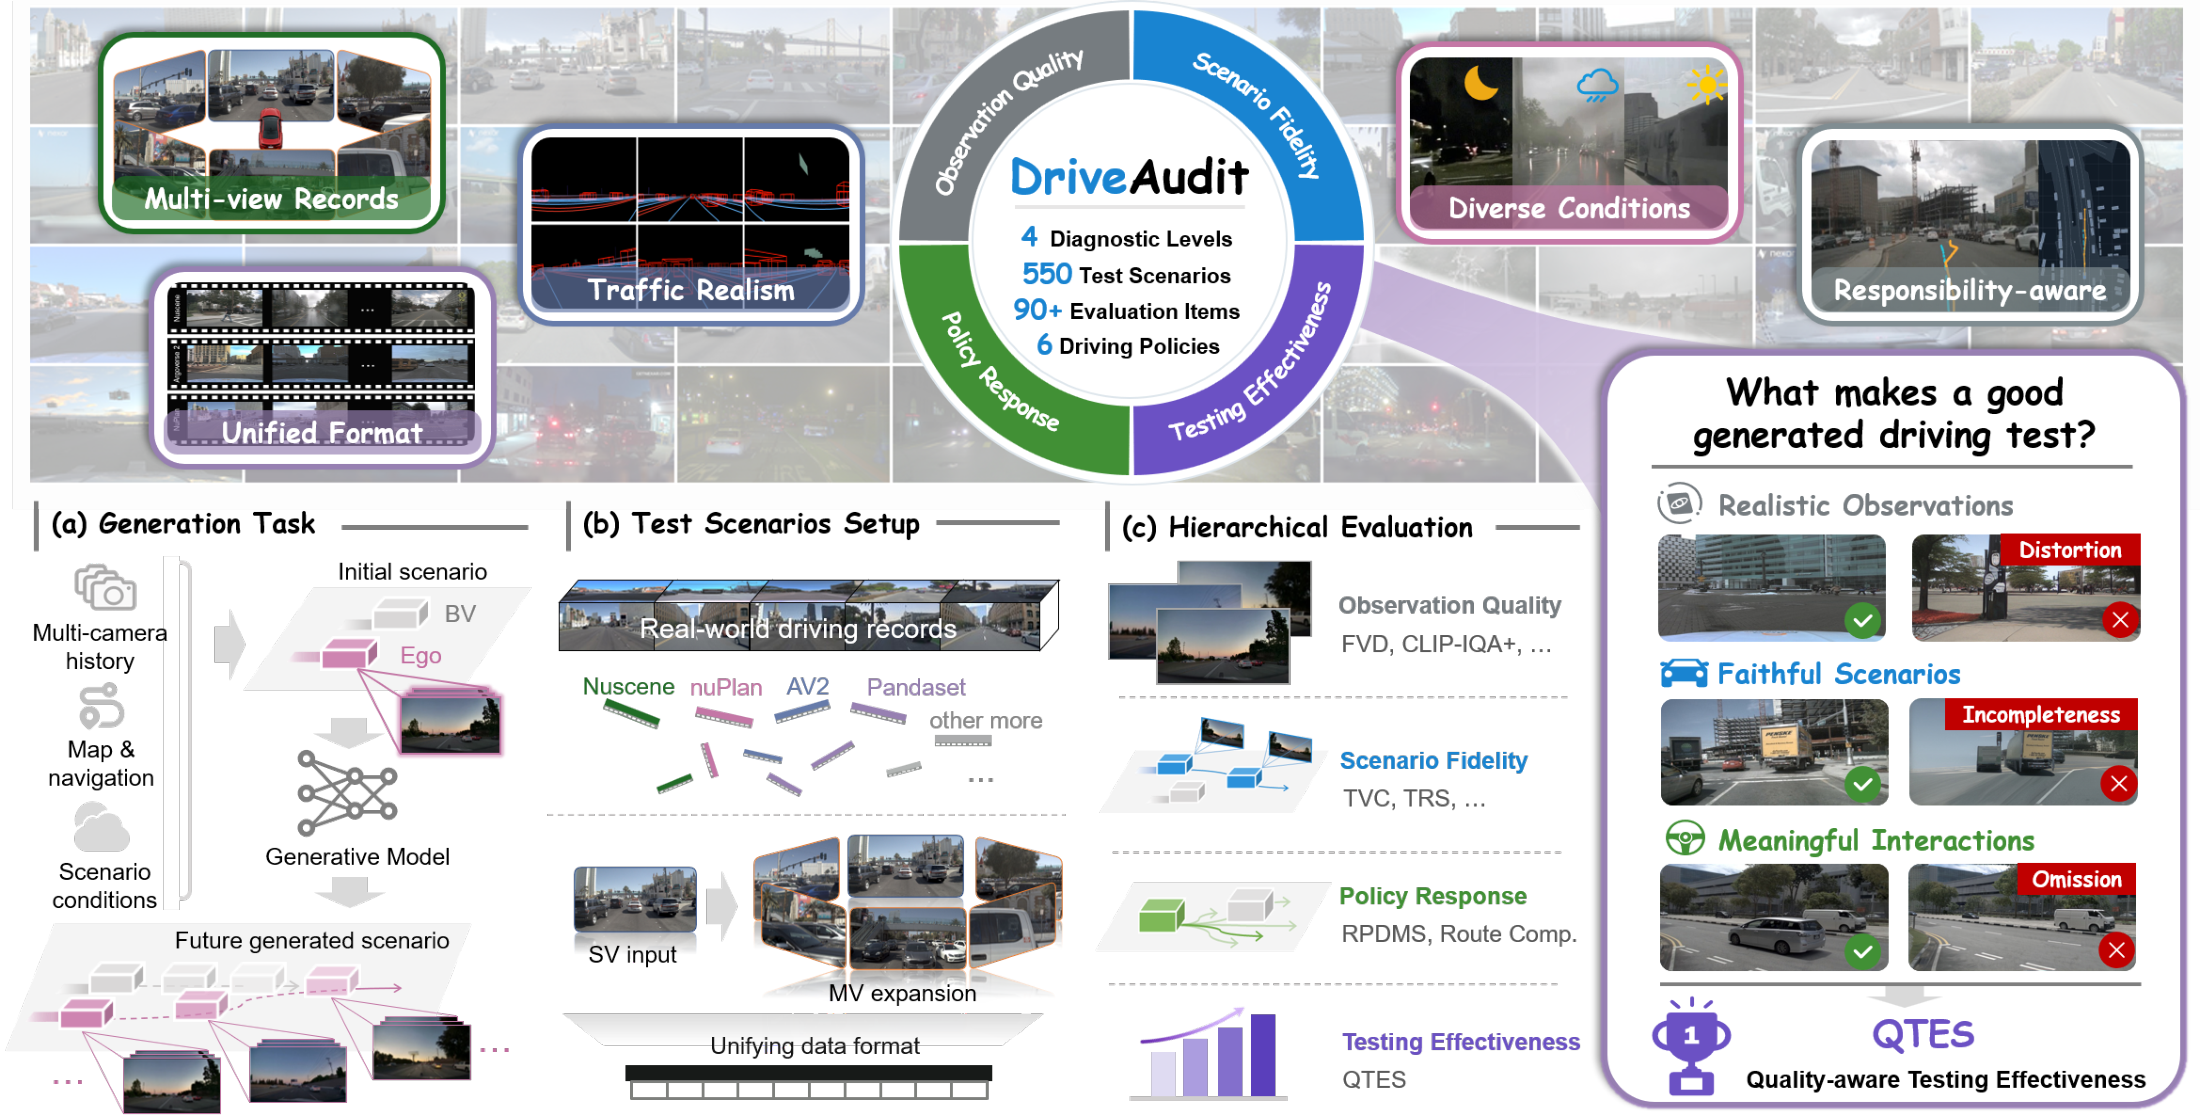 Multi-view Records
Traffic Realism
Unified Format
Nuscene
Argoverse 2
NuPlan
Observation Quality
Scenario Fidelity
Policy Response
Testing Effectiveness
DriveAudit
4 Diagnostic Levels
550 Test Scenarios
90+ Evaluation Items
6 Driving Policies
Diverse Conditions
Responsibility-aware
What makes a good
generated driving test?
Realistic Observations
Distortion
Faithful Scenarios
Incompleteness
Meaningful Interactions
Omission
1
QTES
Quality-aware Testing Effectiveness
(a) Generation Task
Multi-camera
history
Map &
navigation
Scenario
conditions
Initial scenario
BV
Ego
Generative Model
Future generated scenario
...
...
(b) Test Scenarios Setup
Real-world driving records
Nuscene nuPlan AV2 Pandaset
other more
...
SV input
MV expansion
Unifying data format
(c) Hierarchical Evaluation
Observation Quality
FVD, CLIP-IQA+, ...
Scenario Fidelity
TVC, TRS, ...
Policy Response
RPDMS, Route Comp.
Testing Effectiveness
QTES